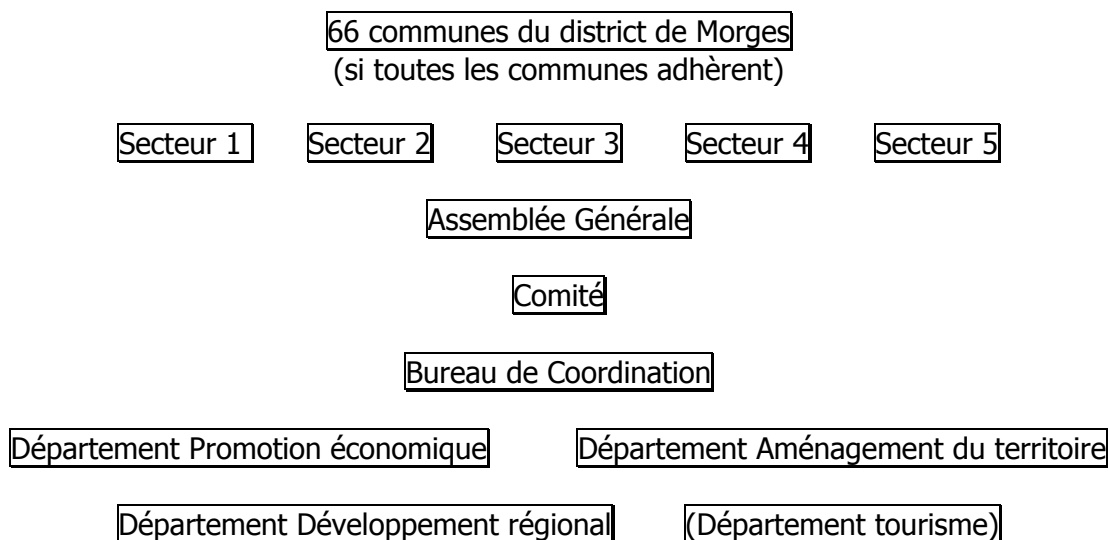 66 communes du district de Morges
(si toutes les communes adhèrent)
Secteur 1 Secteur 2 Secteur 3 Secteur 4 Secteur 5
Assemblée Générale
Comité
Bureau de Coordination
Département Promotion économique Département Aménagement du territoire
Département Développement régional (Département tourisme)